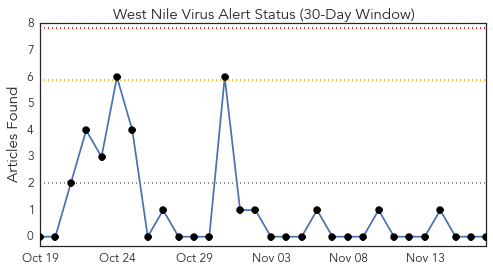 West Nile Virus Alert Status (30-Day Window)
Articles Found
8
7
6
5
4
3
2
1
0
Oct 19
Oct 24
Oct 29
Nov 03
Nov 08
Nov 13